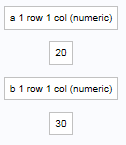 a 1 row 1 col (numeric)
20
b 1 row 1 col (numeric)
30